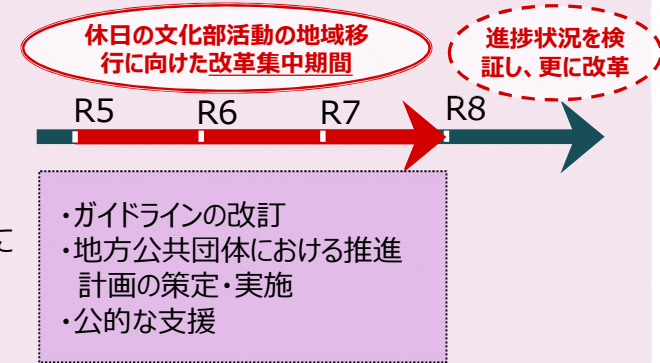 休日の文化部活動の地域移
行に向けた改革集中期間
進捗状況を検
証し、更に改革
R5 R6 R7 R8
・ガイドラインの改訂
・地方公共団体における推進
計画の策定・実施
・公的な支援
に